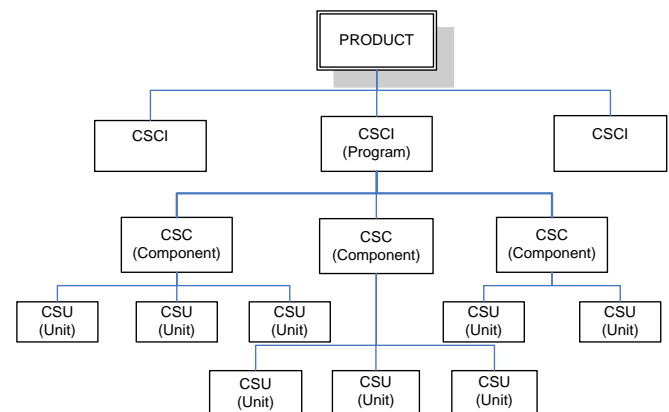 PRODUCT
CSCI
CSCI
(Program)
CSCI
CSC
(Component)
CSC
(Component)
CSC
(Component)
CSU
(Unit)
CSU
(Unit)
CSU
(Unit)
CSU
(Unit)
CSU
(Unit)
CSU
(Unit)
CSU
(Unit)
CSU
(Unit)